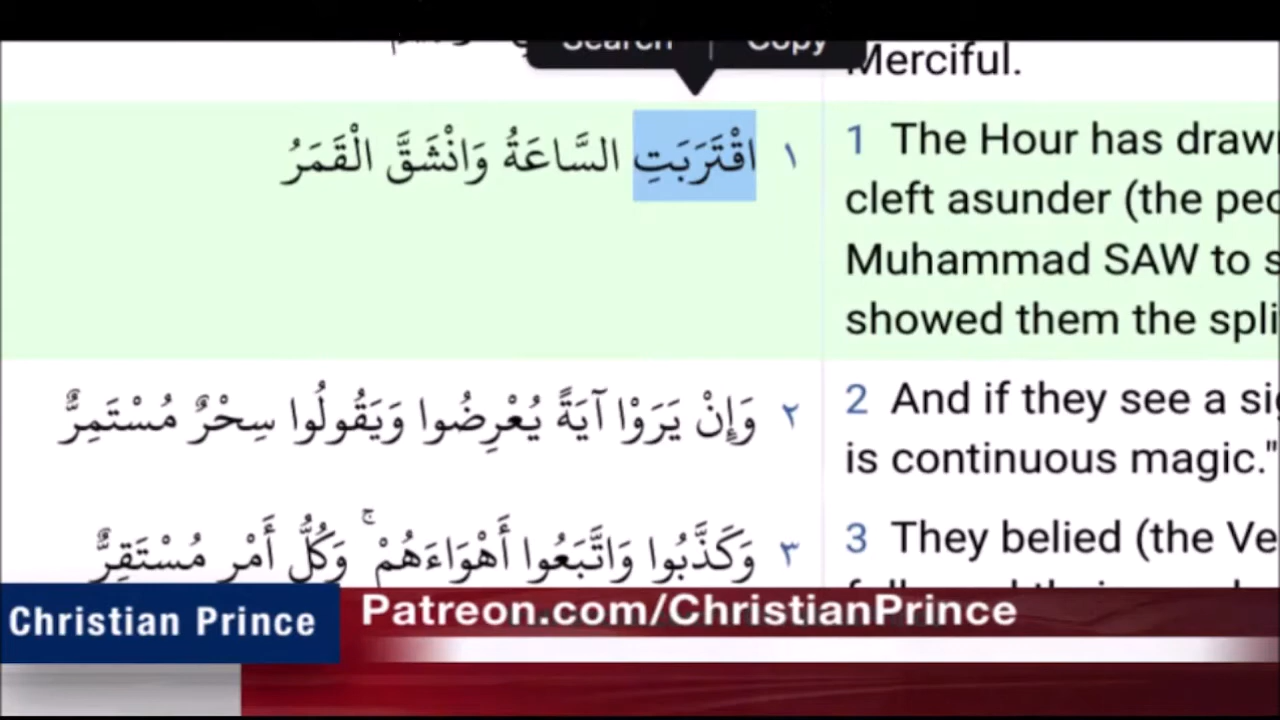 Search | Copy
Merciful.
١ اقْتَرَبَتِ السَّاعَةُ وَانْشَقَّ الْقَمَرُ
1 The Hour has draw
cleft asunder (the peo
Muhammad SAW to s
showed them the spli
٢ وَإِنْ يَرَوْا آيَةً يُعْرِضُوا وَيَقُولُوا سِحْرٌ مُسْتَمِرٌّ
2 And if they see a si
is continuous magic."
٣ وَكَذَّبُوا وَاتَّبَعُوا أَهْوَاءَهُمْ ۚ وَكُلُّ أَمْرٍ مُسْتَقِرٌّ
3 They belied (the Ve
Christian Prince
Patreon.com/ChristianPrince